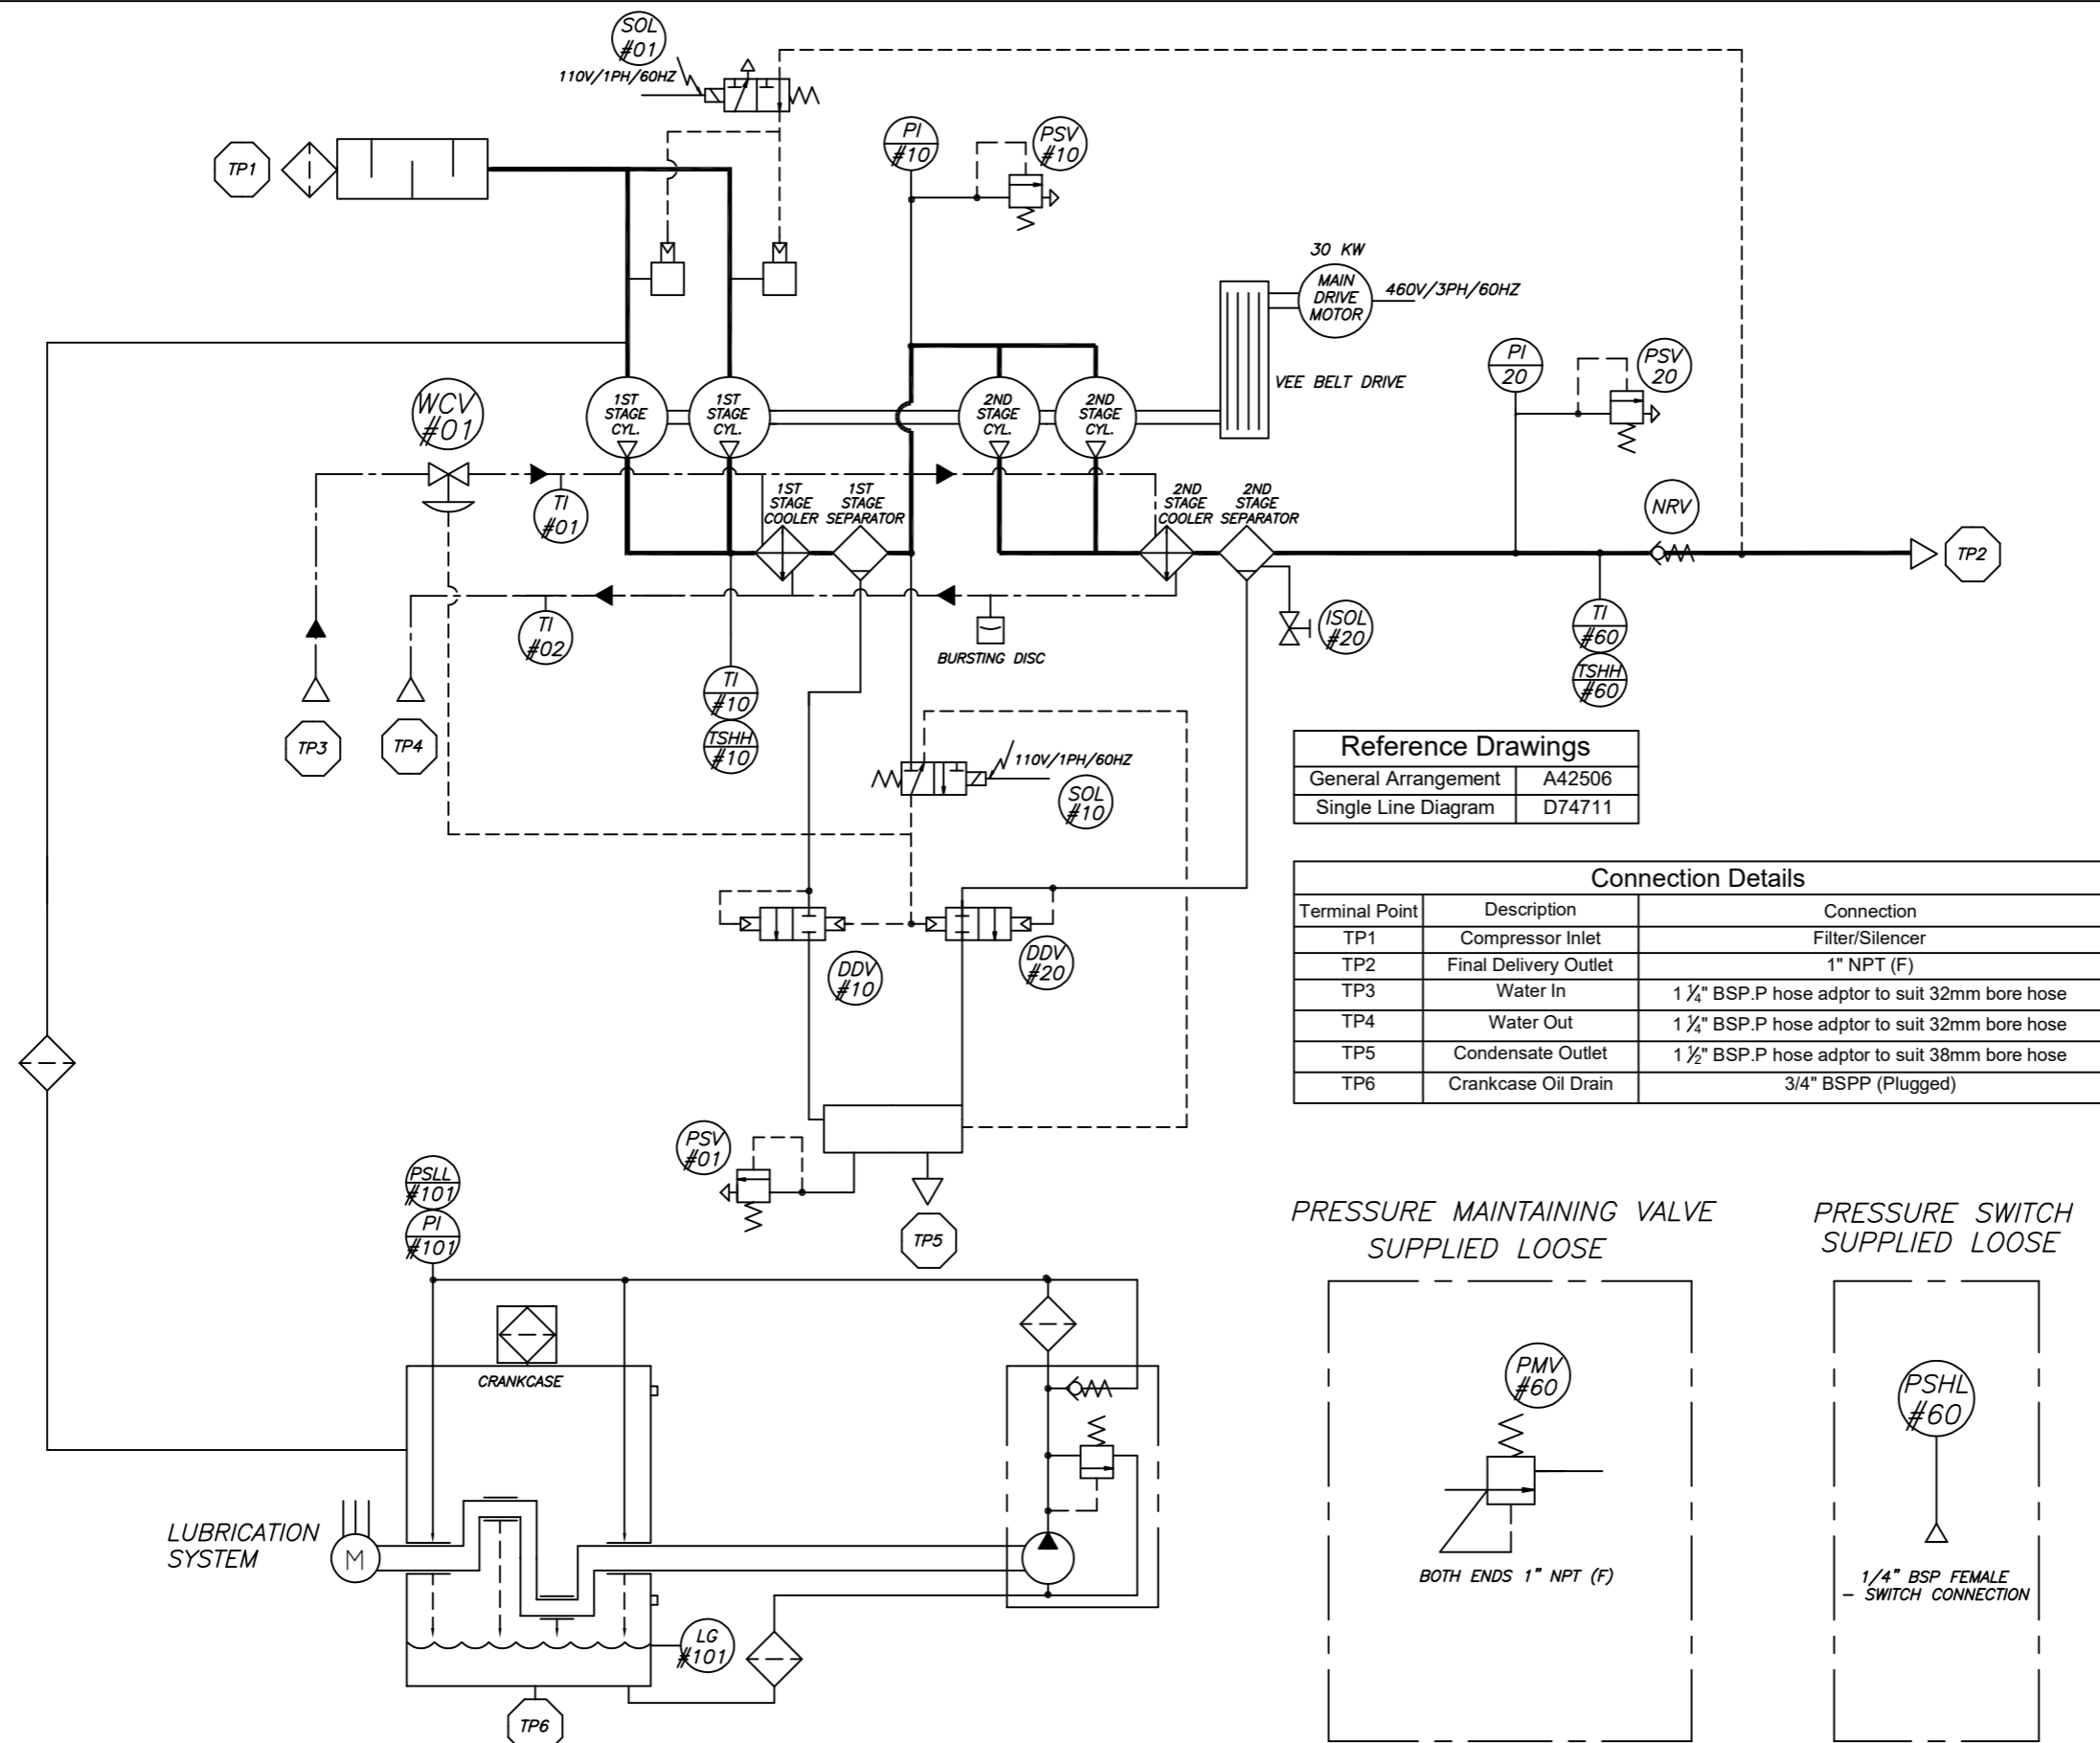 SOL
#01
110V/1PH/60HZ
TP1
PI
#10
PSV
#10
30 KW
MAIN
DRIVE
MOTOR
460V/3PH/60HZ
VEE BELT DRIVE
PI
20
PSV
20
WCV
#01
1ST
STAGE
CYL.
1ST
STAGE
CYL.
2ND
STAGE
CYL.
2ND
STAGE
CYL.
TI
#01
1ST
STAGE
COOLER
1ST
STAGE
SEPARATOR
2ND
STAGE
COOLER
2ND
STAGE
SEPARATOR
NRV
TP2
TI
#02
BURSTING DISC
ISOL
#20
TI
#60
TSHH
#60
TI
#10
TSHH
#10
TP3
TP4
110V/1PH/60HZ
SOL
#10
Reference Drawings
General Arrangement A42506
Single Line Diagram D74711
DDV
#10
DDV
#20
Connection Details
Terminal Point Description Connection
TP1 Compressor Inlet Filter/Silencer
TP2 Final Delivery Outlet 1" NPT (F)
TP3 Water In 1 ¼" BSP.P hose adptor to suit 32mm bore hose
TP4 Water Out 1 ¼" BSP.P hose adptor to suit 32mm bore hose
TP5 Condensate Outlet 1 ½" BSP.P hose adptor to suit 38mm bore hose
TP6 Crankcase Oil Drain 3/4" BSPP (Plugged)
PSV
#01
TP5
PSLL
#101
PI
#101
CRANKCASE
LUBRICATION
SYSTEM
M
LG
#101
TP6
PRESSURE MAINTAINING VALVE
SUPPLIED LOOSE
PMV
#60
BOTH ENDS 1" NPT (F)
PRESSURE SWITCH
SUPPLIED LOOSE
PSHL
#60
1/4" BSP FEMALE
- SWITCH CONNECTION